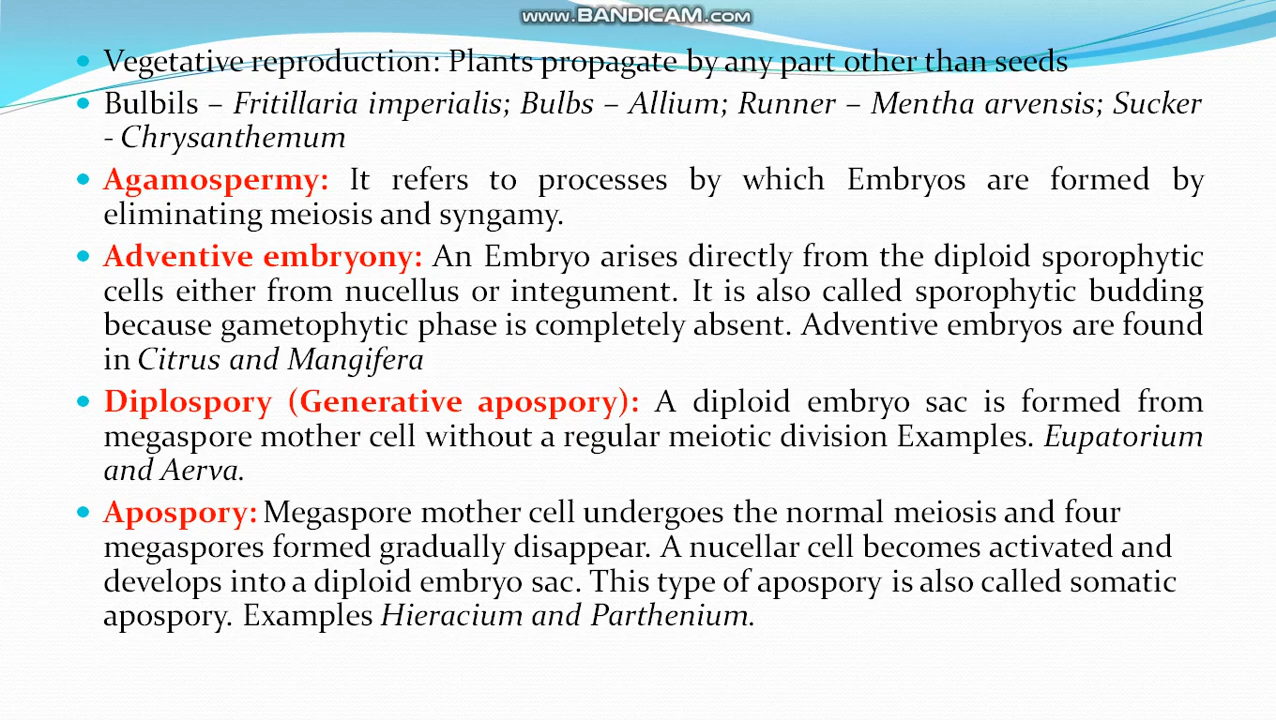 www.BANDICAM.com
• Vegetative reproduction: Plants propagate by any part other than seeds
• Bulbils – Fritillaria imperialis; Bulbs – Allium; Runner – Mentha arvensis; Sucker
- Chrysanthemum
• Agamospermy: It refers to processes by which Embryos are formed by
eliminating meiosis and syngamy.
• Adventive embryony: An Embryo arises directly from the diploid sporophytic
cells either from nucellus or integument. It is also called sporophytic budding
because gametophytic phase is completely absent. Adventive embryos are found
in Citrus and Mangifera
• Diplospory (Generative apospory): A diploid embryo sac is formed from
megaspore mother cell without a regular meiotic division Examples. Eupatorium
and Aerva.
• Apospory: Megaspore mother cell undergoes the normal meiosis and four
megaspores formed gradually disappear. A nucellar cell becomes activated and
develops into a diploid embryo sac. This type of apospory is also called somatic
apospory. Examples Hieracium and Parthenium.